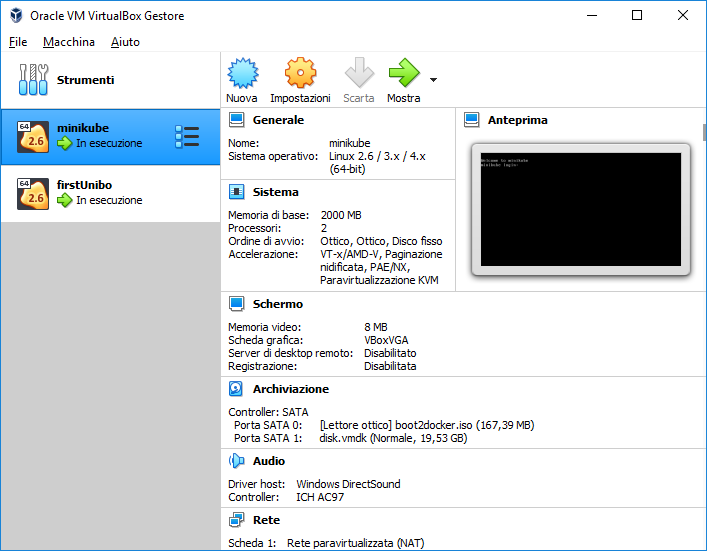 Oracle VM VirtualBox Gestore
File Macchina Aiuto
Strumenti
64
2.6
minikube
In esecuzione
64
2.6
firstUnibo
In esecuzione
Nuova Impostazioni Scarta Mostra
Generale
Nome: minikube
Sistema operativo: Linux 2.6 / 3.x / 4.x
(64-bit)
Anteprima
Welcome to minikube
minikube login:
Sistema
Memoria di base: 2000 MB
Processori: 2
Ordine di avvio: Ottico, Ottico, Disco fisso
Accelerazione: VT-x/AMD-V, Paginazione
nidificata, PAE/NX,
Paravirtualizzazione KVM
Schermo
Memoria video: 8 MB
Scheda grafica: VBoxVGA
Server di desktop remoto: Disabilitato
Registrazione: Disabilitata
Archiviazione
Controller: SATA
Porta SATA 0: [Lettore ottico] boot2docker.iso (167,39 MB)
Porta SATA 1: disk.vmdk (Normale, 19,53 GB)
Audio
Driver host: Windows DirectSound
Controller: ICH AC97
Rete
Scheda 1: Rete paravirtualizzata (NAT)